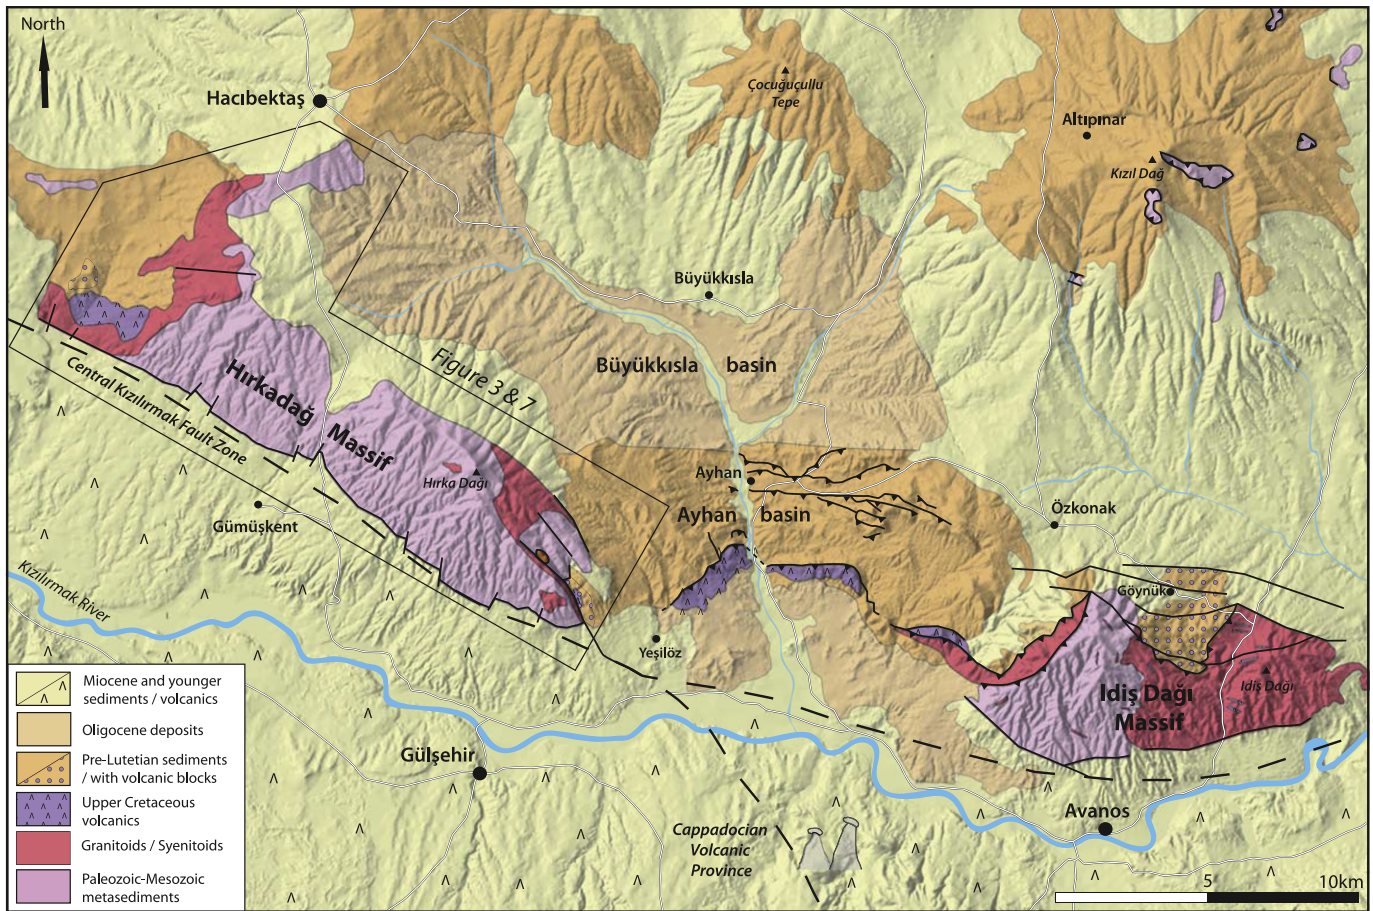 North
Hacıbektaş
Çocuğuçullu
Tepe
Altıpınar
Kızıl Dağ
Büyükkısla
Büyükkısla basin
Figure 3 & 7
Hırkadağ Massif
Central Kızılırmak Fault Zone
Hırka Dağı
Ayhan
Ayhan basin
Gümüşkent
Özkonak
Kızılırmak River
Göynük
Yeşilöz
Idiş Dağı
Idiş Dağı
Massif
Gülşehir
Avanos
Cappadocian
Volcanic
Province
Miocene and younger
sediments / volcanics
Oligocene deposits
Pre-Lutetian sediments
/ with volcanic blocks
Upper Cretaceous
volcanics
Granitoids / Syenitoids
Paleozoic-Mesozoic
metasediments
5
10km